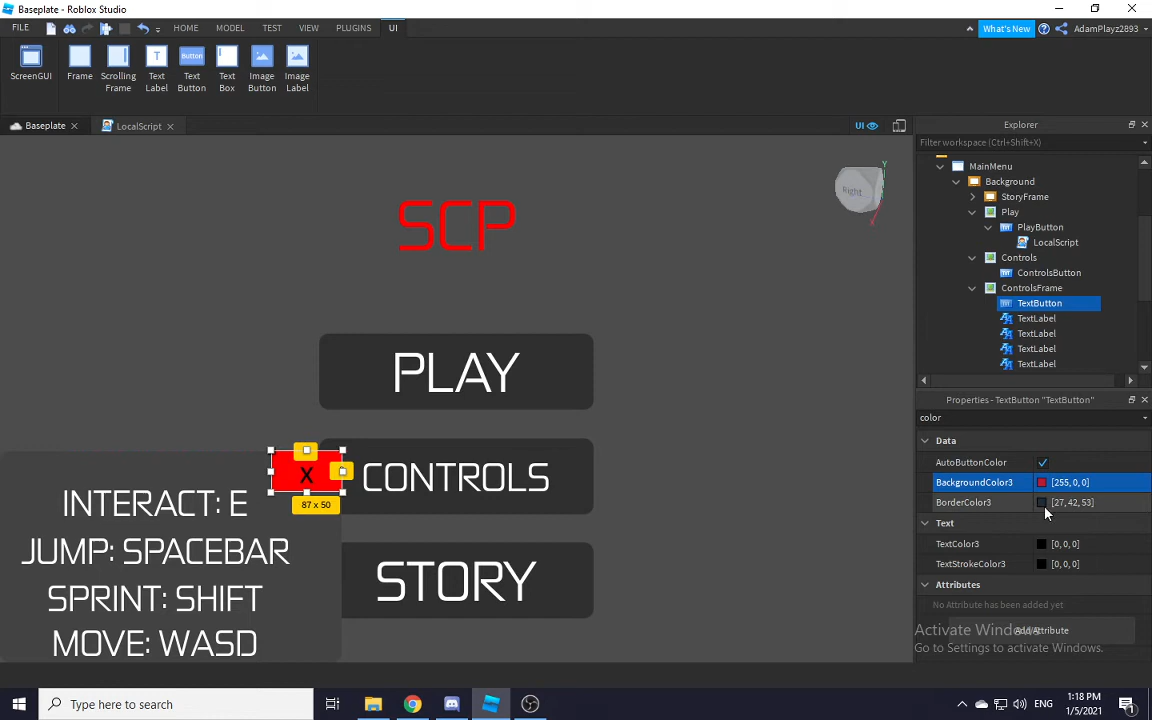 Baseplate - Roblox Studio
FILE HOME MODEL TEST VIEW PLUGINS UI What's New AdamPlayz2893
ScreenGUI Frame Scrolling Frame Text Label Text Button Text Box Image Button Image Label
Button T
Baseplate LocalScript UI
Explorer
Filter workspace (Ctrl+Shift+X)
MainMenu
Background
StoryFrame
Play
PlayButton
LocalScript
Controls
ControlsButton
ControlsFrame
TextButton
TextLabel
TextLabel
TextLabel
TextLabel
Y
Right
X
SCP
PLAY
X CONTROLS
87 x 50
STORY
INTERACT: E
JUMP: SPACEBAR
SPRINT: SHIFT
MOVE: WASD
Properties - TextButton "TextButton"
color
Data
AutoButtonColor
BackgroundColor3 [255, 0, 0]
BorderColor3 [27, 42, 53]
Text
TextColor3 [0, 0, 0]
TextStrokeColor3 [0, 0, 0]
Attributes
No Attribute has been added yet
Add Attribute
Activate Windows
Go to Settings to activate Windows.
Type here to search
ENG
1:18 PM
1/5/2021
1